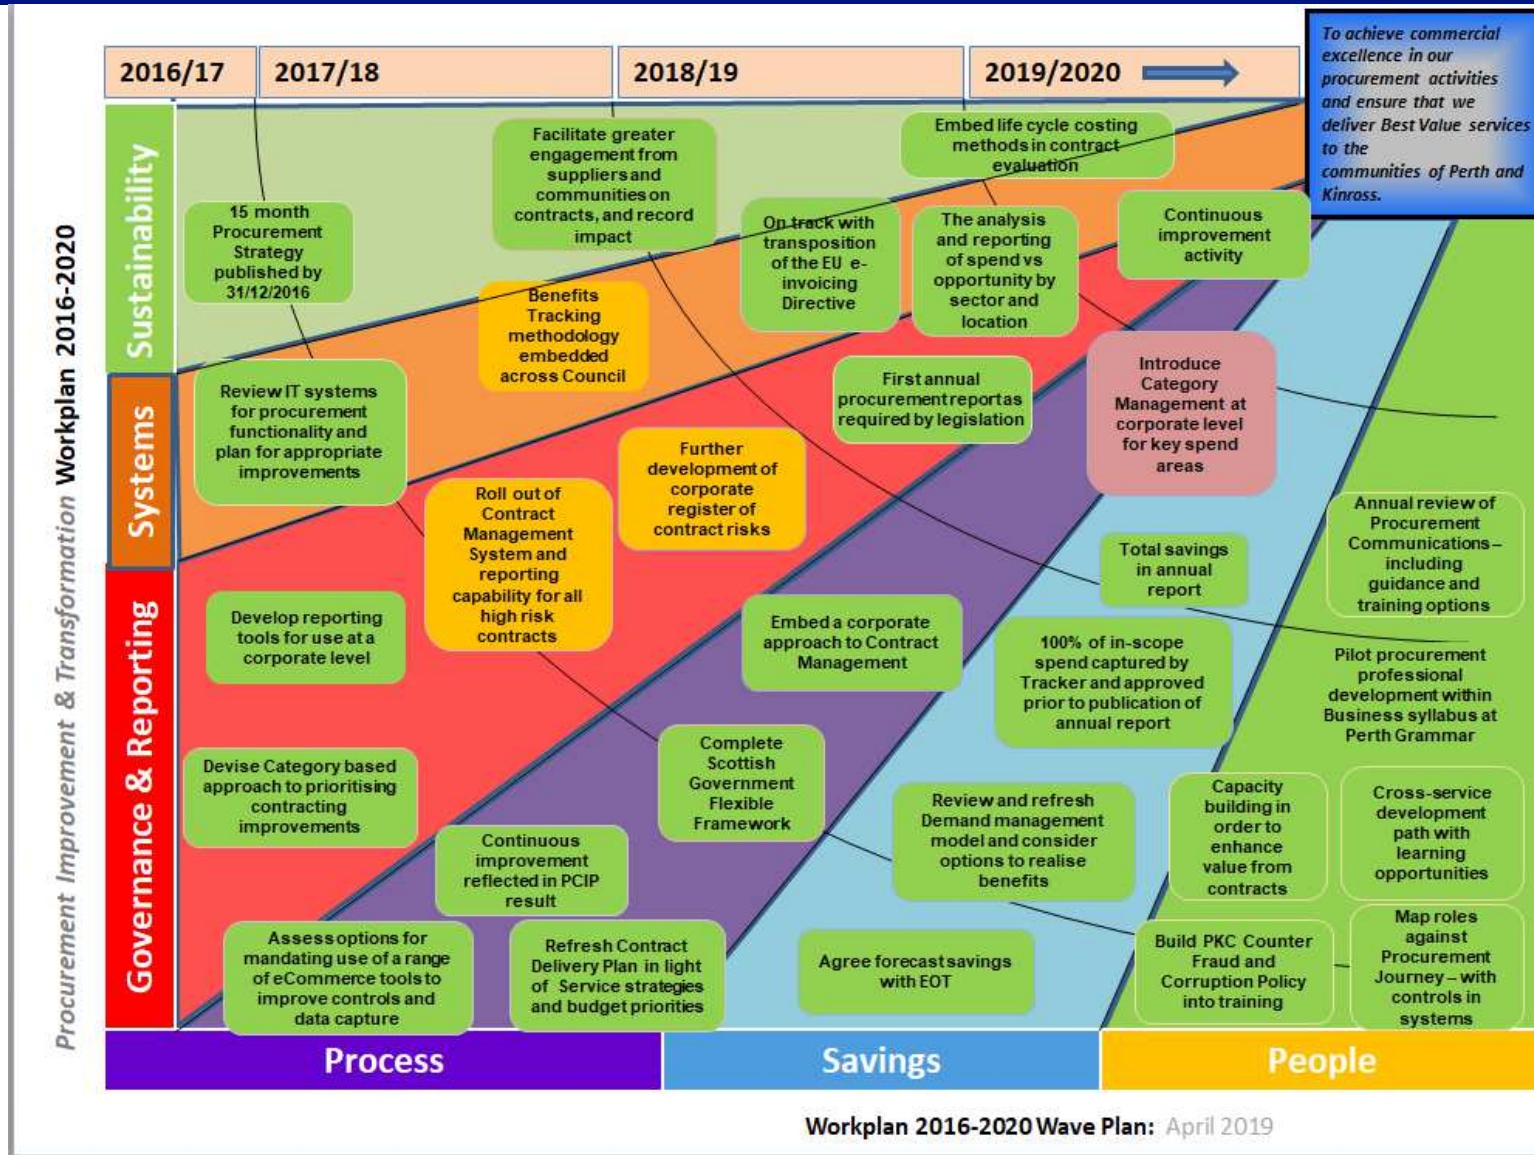 2016/17
2017/18
2018/19
2019/2020
To achieve commercial
excellence in our
procurement activities
and ensure that we
deliver Best Value services
to the
communities of Perth and
Kinross.
Procurement Improvement & Transformation Workplan 2016-2020
Sustainability
Systems
Governance & Reporting
15 month
Procurement
Strategy
published by
31/12/2016
Facilitate greater
engagement from
suppliers and
communities on
contracts, and record
impact
Embed life cycle costing
methods in contract
evaluation
On track with
transposition
of the EU e-
invoicing
Directive
The analysis
and reporting
of spend vs
opportunity by
sector and
location
Continuous
improvement
activity
Benefits
Tracking
methodology
embedded
across Council
Review IT systems
for procurement
functionality and
plan for appropriate
improvements
First annual
procurement report as
required by legislation
Introduce
Category
Management at
corporate level
for key spend
areas
Further
development of
corporate
register of
contract risks
Roll out of
Contract
Management
System and
reporting
capability for all
high risk
contracts
Annual review of
Procurement
Communications –
including
guidance and
training options
Total savings
in annual
report
Develop reporting
tools for use at a
corporate level
Embed a corporate
approach to Contract
Management
100% of in-scope
spend captured by
Tracker and approved
prior to publication of
annual report
Pilot procurement
professional
development within
Business syllabus at
Perth Grammar
Devise Category based
approach to prioritising
contracting
improvements
Complete
Scottish
Government
Flexible
Framework
Review and refresh
Demand management
model and consider
options to realise
benefits
Capacity
building in
order to
enhance
value from
contracts
Cross-service
development
path with
learning
opportunities
Continuous
improvement
reflected in PCIP
result
Assess options for
mandating use of a range
of eCommerce tools to
improve controls and
data capture
Refresh Contract
Delivery Plan in light
of Service strategies
and budget priorities
Agree forecast savings
with EOT
Build PKC Counter
Fraud and
Corruption Policy
into training
Map roles
against
Procurement
Journey – with
controls in
systems
Process
Savings
People
Workplan 2016-2020 Wave Plan: April 2019